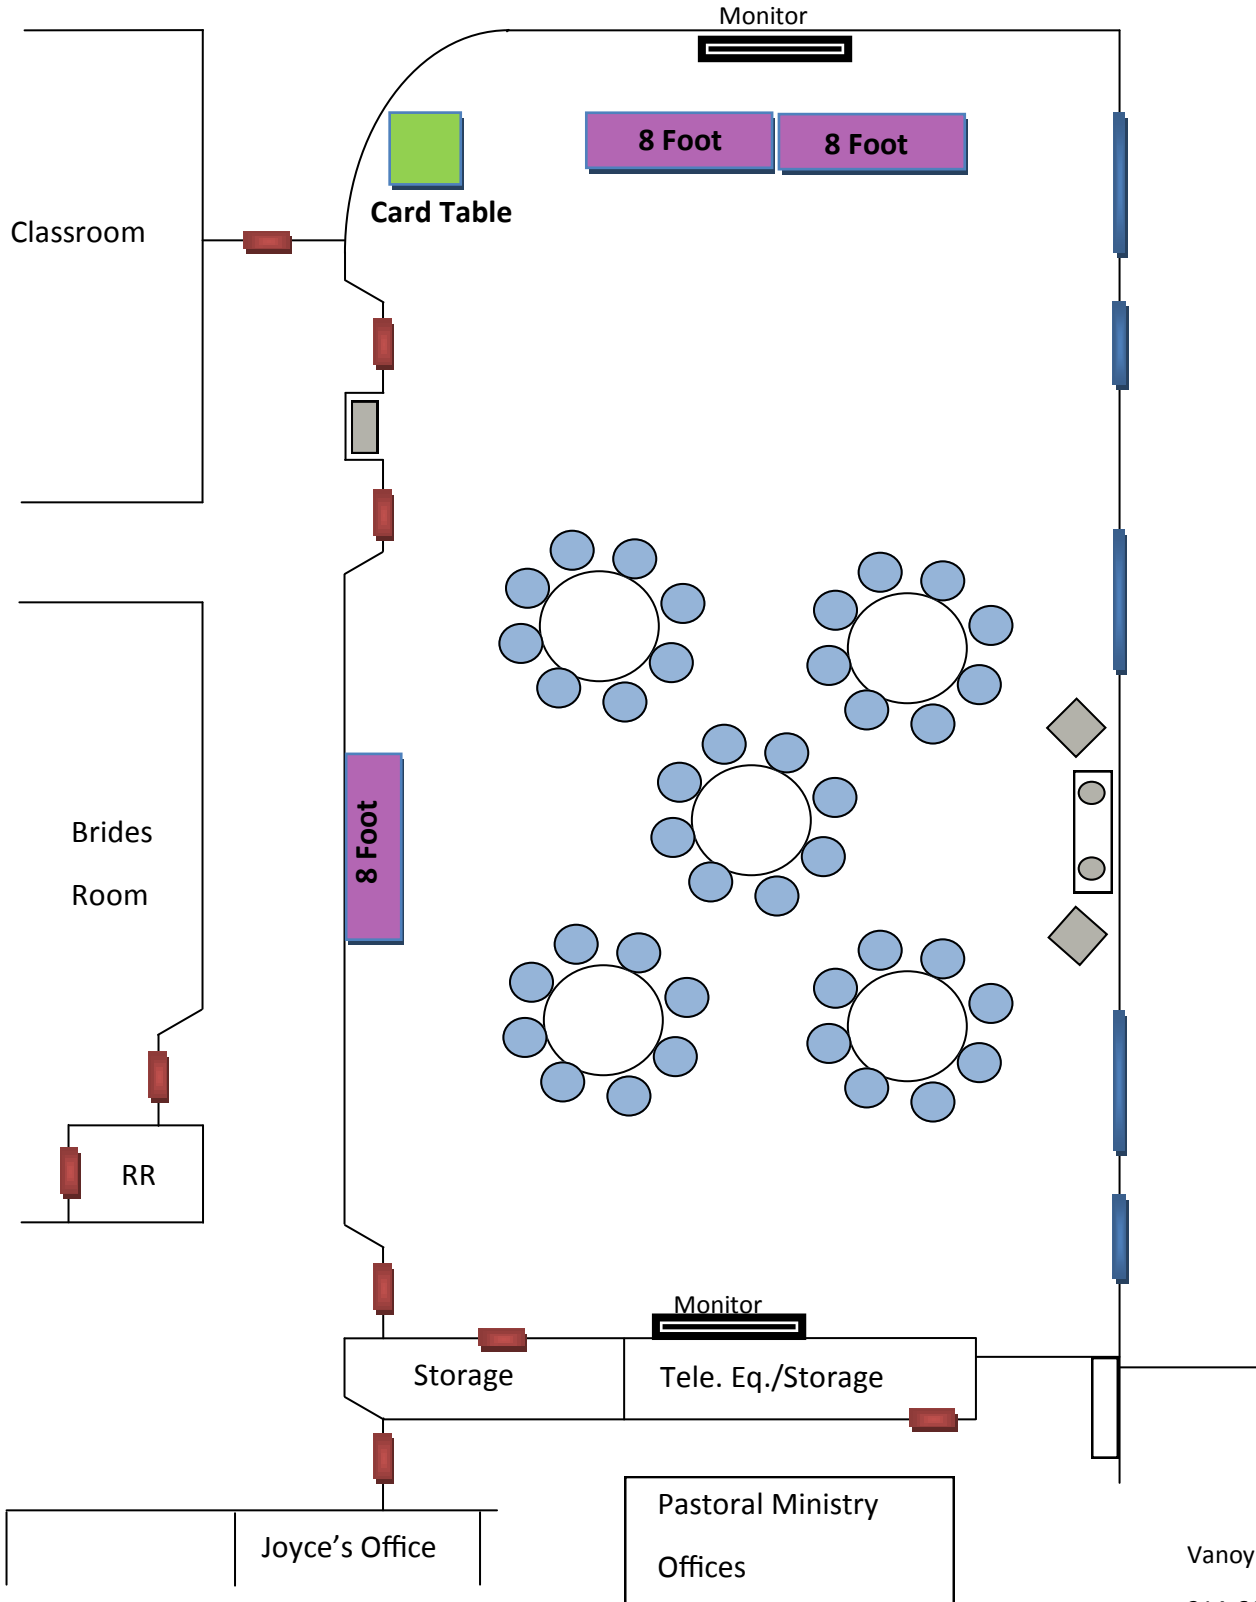 Monitor
8 Foot
8 Foot
Card Table
Classroom
8 Foot
Brides
Room
RR
Monitor
Storage
Tele. Eq./Storage
Pastoral Ministry
Offices
Joyce’s Office
Vanoy